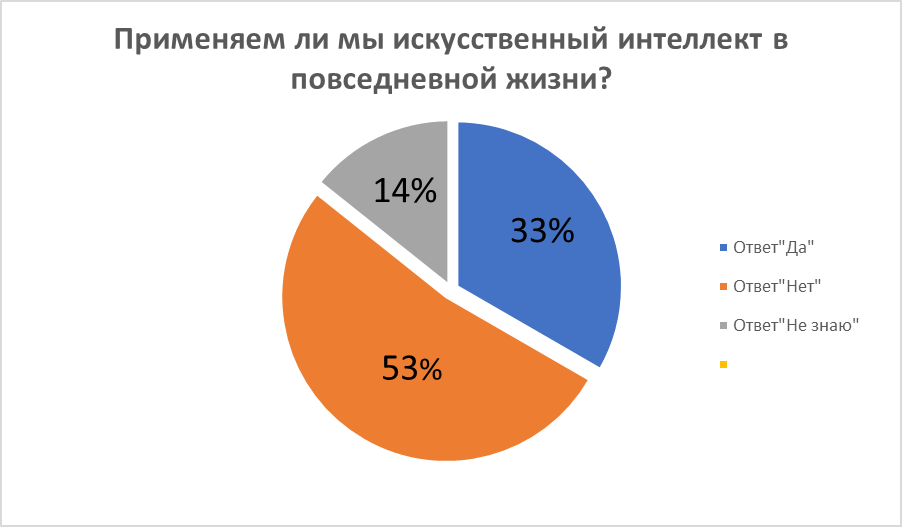 Применяем ли мы искусственный интеллект в
повседневной жизни?
14%
33%
53%
Ответ"Да"
Ответ"Нет"
Ответ"Не знаю"